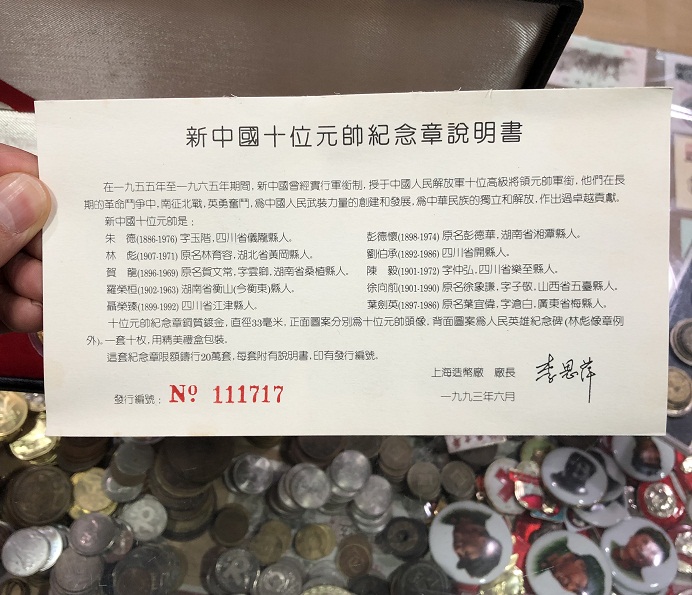 新中國十位元帥紀念章說明書
在一九五五年至一九六五年期間，新中國曾經實行軍銜制，授于中國人民解放軍十位高級將領元帥軍銜，他們在長
期的革命鬥爭中，南征北戰，英勇奮鬥，爲中國人民武裝力量的創建和發展，爲中華民族的獨立和解放，作出過卓越貢獻。
新中國十位元帥是：
朱　德(1886-1976) 字玉階，四川省儀隴縣人。
林　彪(1907-1971) 原名林育容，湖北省黃岡縣人。
賀　龍(1896-1969) 原名賀文常，字雲卿，湖南省桑植縣人。
羅榮桓(1902-1963) 湖南省衡山(今衡東)縣人。
聶榮臻(1899-1992) 四川省江津縣人。
彭德懷(1898-1974) 原名彭德華，湖南省湘潭縣人。
劉伯承(1892-1986) 四川省開縣人。
陳　毅(1901-1972) 字仲弘，四川省樂至縣人。
徐向前(1901-1990) 原名徐象謙，字子敬，山西省五臺縣人。
葉劍英(1897-1986) 原名葉宜偉，字滄白，廣東省梅縣人。
十位元帥紀念章銅質鍍金，直徑33毫米，正面圖案分別爲十位元帥頭像，背面圖案爲人民英雄紀念碑(林彪像章例
外)，一套十枚，用精美禮盒包裝。
這套紀念章限額鑄行20萬套，每套附有說明書，印有發行編號。
上海造幣廠　廠長　李思萍
發行編號：Nº 111717
一九九三年六月